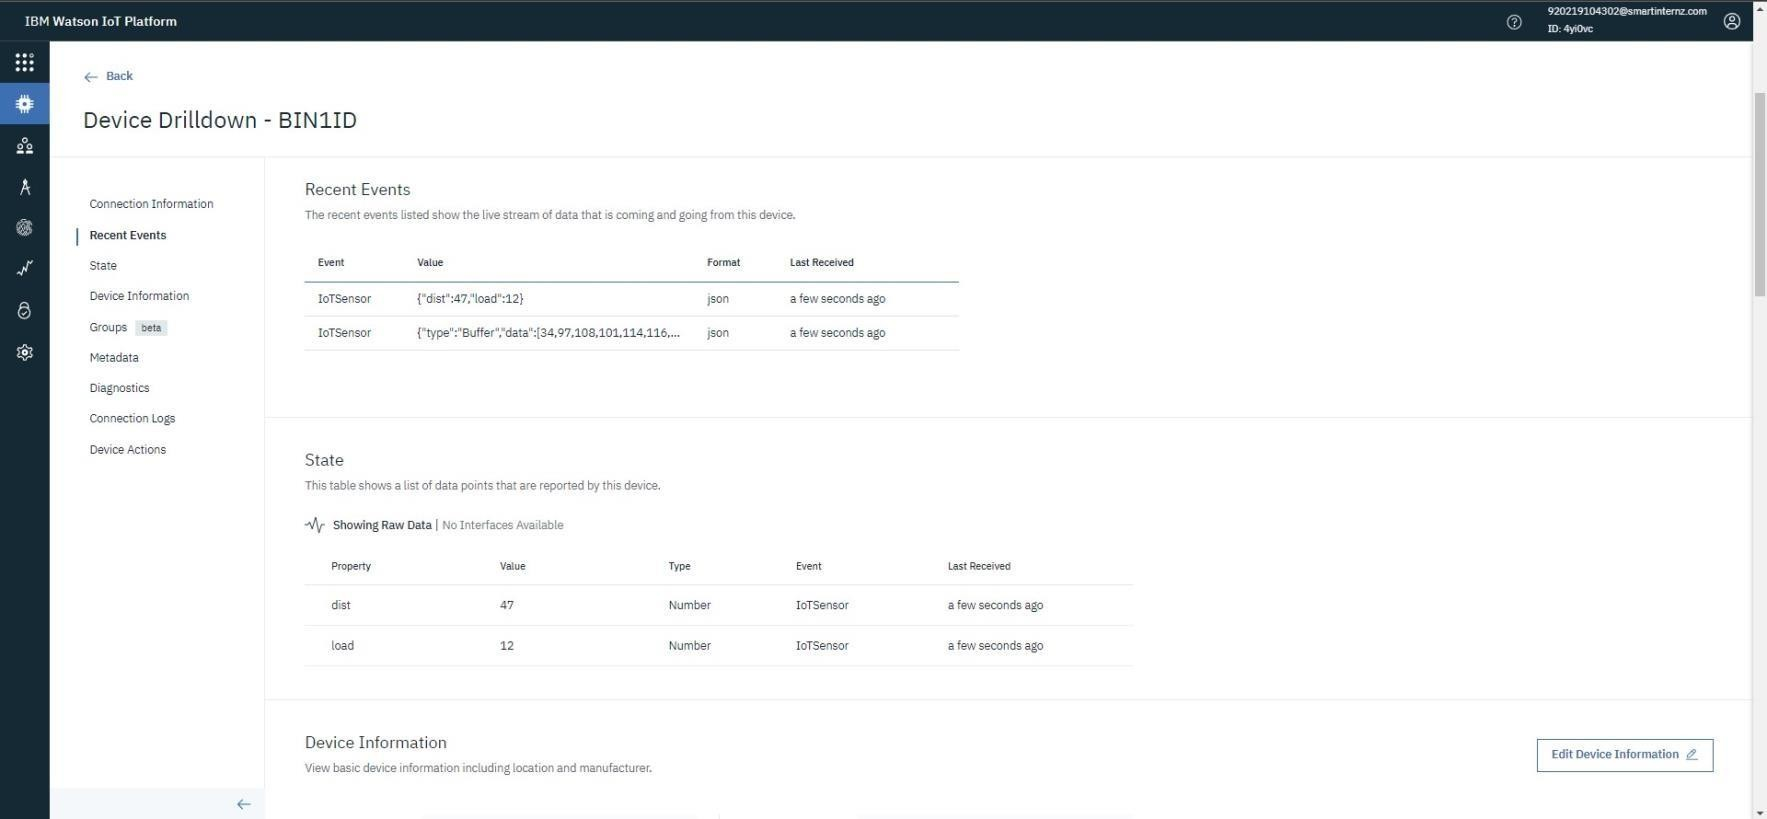 IBM Watson IoT Platform
920219104302@smartinternz.com
ID: 4yi0vc
Back
Device Drilldown - BIN1ID
Connection Information
Recent Events
State
Device Information
Groups beta
Metadata
Diagnostics
Connection Logs
Device Actions
Recent Events
The recent events listed show the live stream of data that is coming and going from this device.
Event Value Format Last Received
IoTSensor {"dist":47,"load":12} json a few seconds ago
IoTSensor {"type":"Buffer","data":[34,97,108,101,114,116,... json a few seconds ago
State
This table shows a list of data points that are reported by this device.
Showing Raw Data | No Interfaces Available
Property Value Type Event Last Received
dist 47 Number IoTSensor a few seconds ago
load 12 Number IoTSensor a few seconds ago
Device Information
View basic device information including location and manufacturer.
Edit Device Information